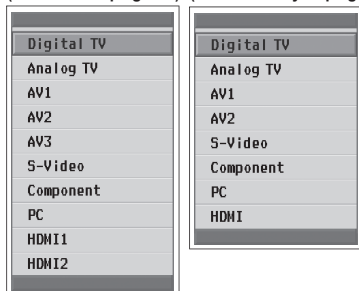 Digital TV
Analog TV
AV1
AV2
AV3
S-Video
Component
PC
HDMI1
HDMI2
Digital TV
Analog TV
AV1
AV2
S-Video
Component
PC
HDMI